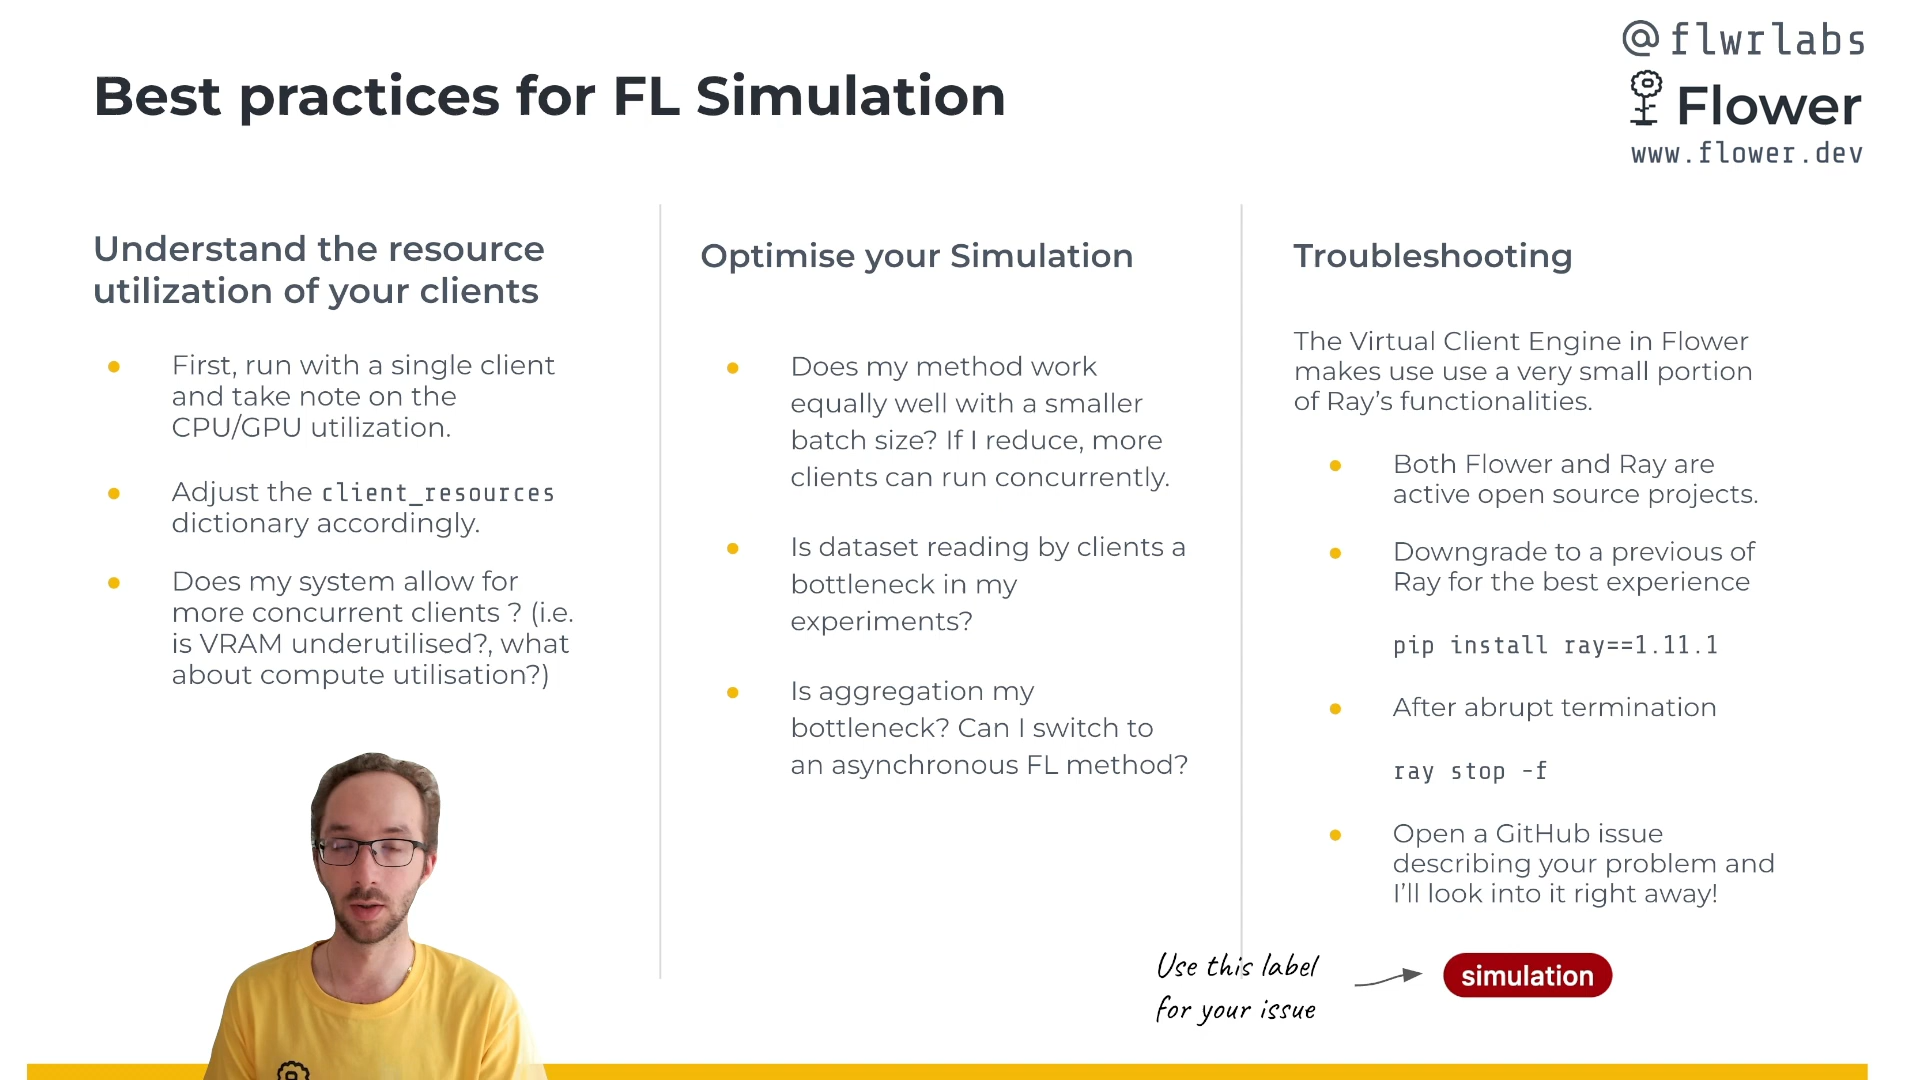 @flwrlabs
Flower
www.flower.dev
Best practices for FL Simulation
Understand the resource
utilization of your clients
First, run with a single client
and take note on the
CPU/GPU utilization.
Adjust the client_resources
dictionary accordingly.
Does my system allow for
more concurrent clients ? (i.e.
is VRAM underutilised?, what
about compute utilisation?)
Optimise your Simulation
Does my method work
equally well with a smaller
batch size? If I reduce, more
clients can run concurrently.
Is dataset reading by clients a
bottleneck in my
experiments?
Is aggregation my
bottleneck? Can I switch to
an asynchronous FL method?
Troubleshooting
The Virtual Client Engine in Flower
makes use use a very small portion
of Ray’s functionalities.
Both Flower and Ray are
active open source projects.
Downgrade to a previous of
Ray for the best experience
pip install ray==1.11.1
After abrupt termination
ray stop -f
Open a GitHub issue
describing your problem and
I’ll look into it right away!
Use this label
for your issue
simulation